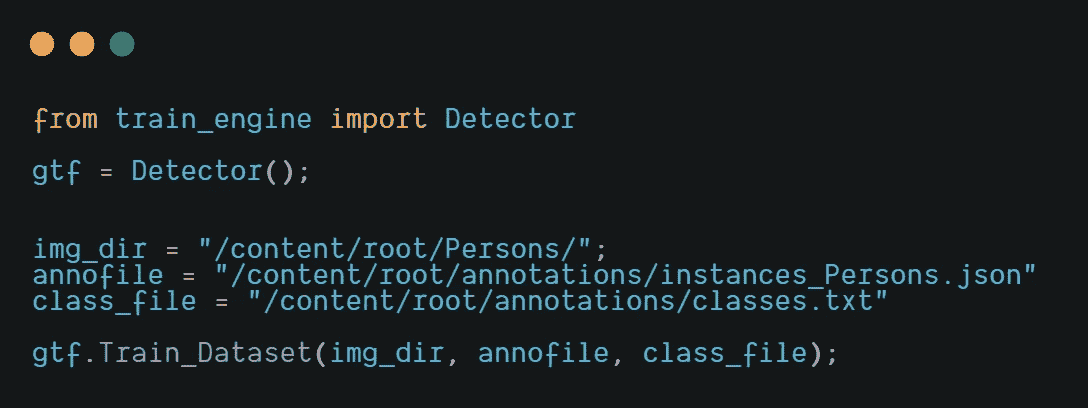 from train_engine import Detector
gtf = Detector();
img_dir = "/content/root/Persons/";
annofile = "/content/root/annotations/instances_Persons.json"
class_file = "/content/root/annotations/classes.txt"
gtf.Train_Dataset(img_dir, annofile, class_file);